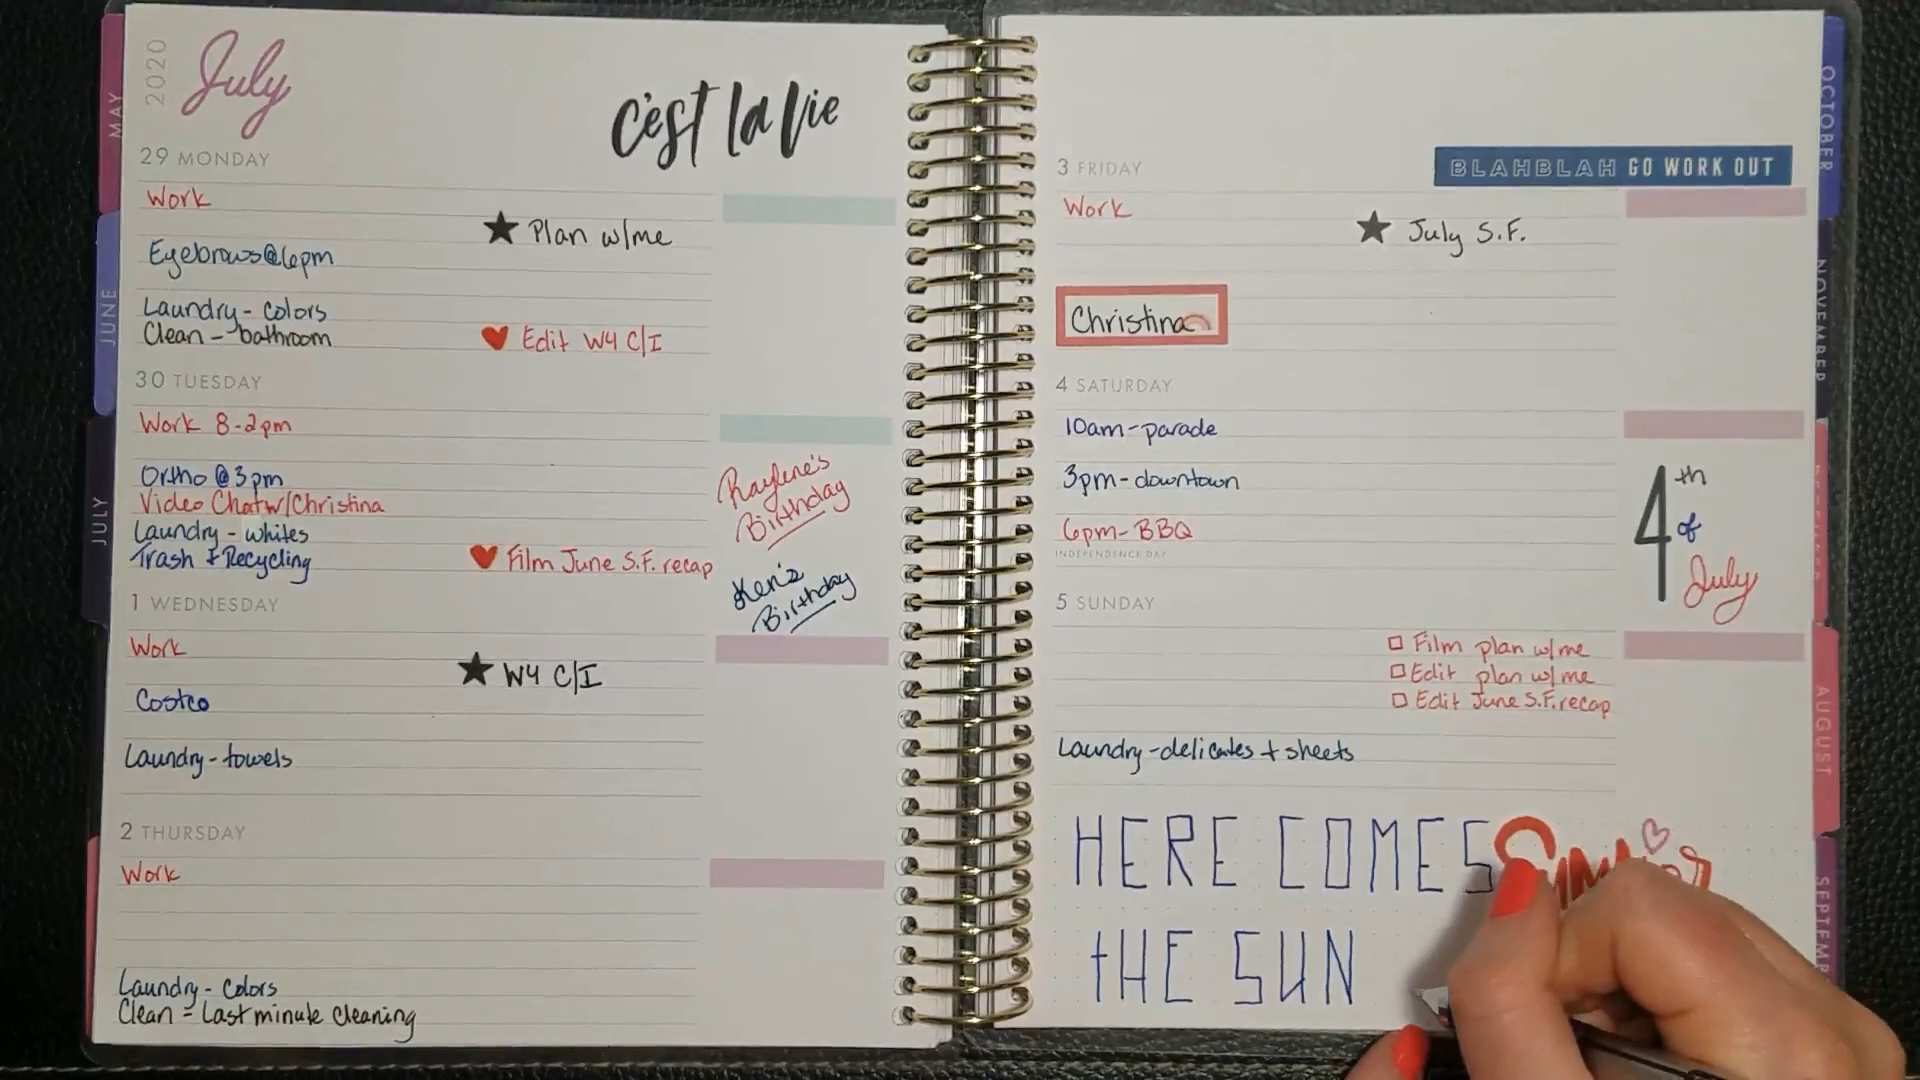 2020
July
c'est la vie
29 MONDAY
Work
★ Plan w/me
Eyebrows@6pm
Laundry - colors
Clean - bathroom
♥ Edit W4 C/I
30 TUESDAY
Work 8-2pm
Ortho @ 3pm
Video Chat w/Christina
Laundry - whites
Trash & Recycling
♥ Film June S.F. recap
Raylene's
Birthday
Ken's
Birthday
1 WEDNESDAY
Work
★ W4 C/I
Costco
Laundry - towels
2 THURSDAY
Work
Laundry - colors
Clean - Last minute cleaning
3 FRIDAY
BLAHBLAH GO WORK OUT
Work
★ July S.F.
Christina
4 SATURDAY
10am - parade
3pm - downtown
6pm - BBQ
INDEPENDENCE DAY
4th
of
July
5 SUNDAY
□ Film plan w/me
□ Edit plan w/me
□ Edit June S.F. recap
Laundry - delicates + sheets
HERE COMES
tHE SUN
MAY
JUNE
JULY
OCTOBER
NOVEMBER
AUGUST
SEPTEM